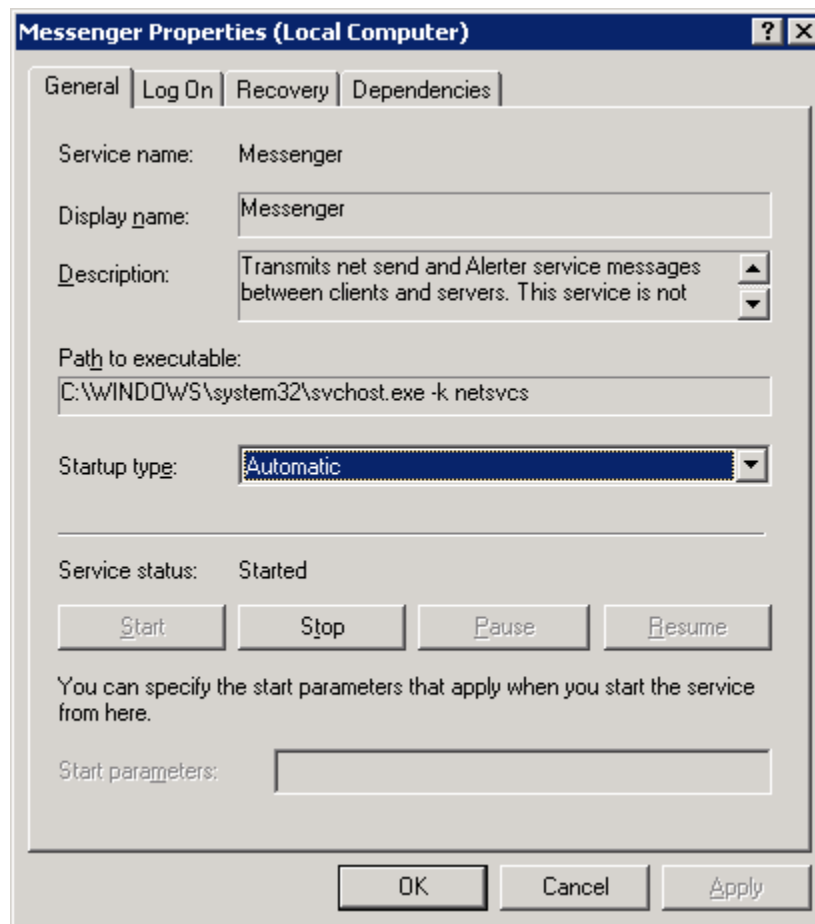 Messenger Properties (Local Computer)
General Log On Recovery Dependencies
Service name: Messenger
Display name: Messenger
Description: Transmits net send and Alerter service messages
between clients and servers. This service is not
Path to executable:
C:\WINDOWS\system32\svchost.exe -k netsvcs
Startup type: Automatic
Service status: Started
Start Stop Pause Resume
You can specify the start parameters that apply when you start the service
from here.
Start parameters:
OK Cancel Apply